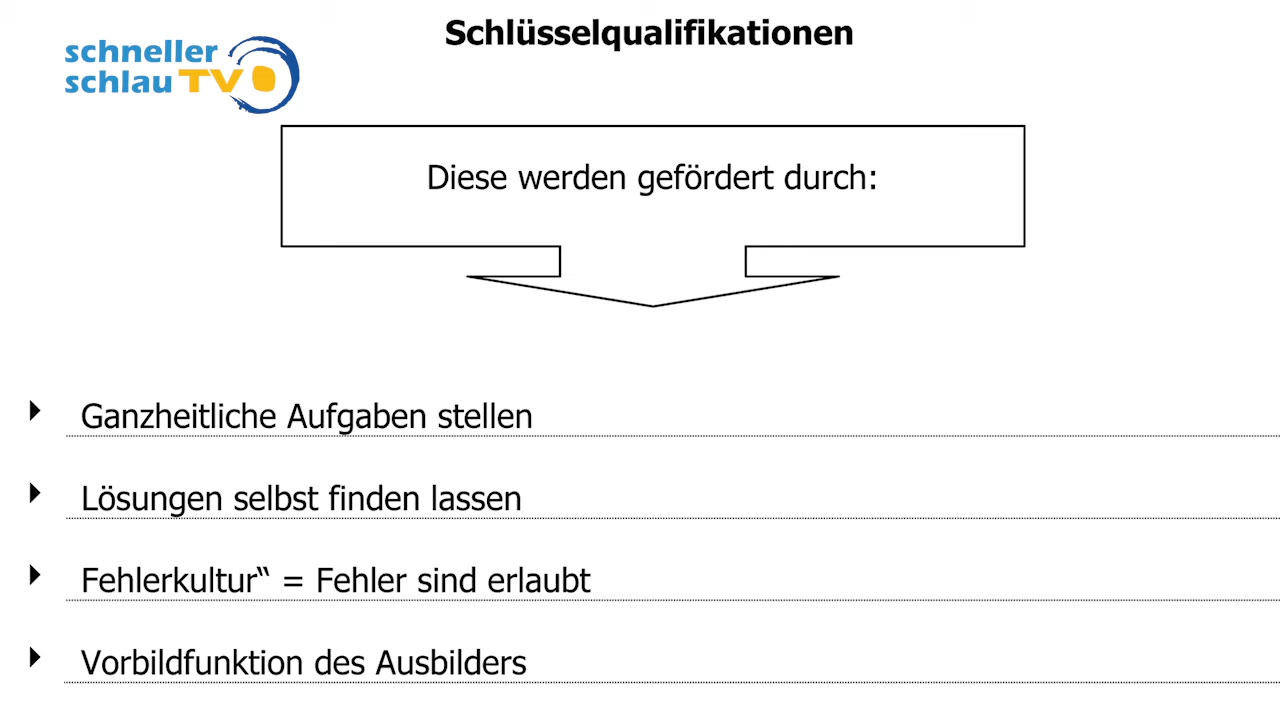 Schlüsselqualifikationen
schneller
schlau TV
Diese werden gefördert durch:
Ganzheitliche Aufgaben stellen
Lösungen selbst finden lassen
Fehlerkultur“ = Fehler sind erlaubt
Vorbildfunktion des Ausbilders